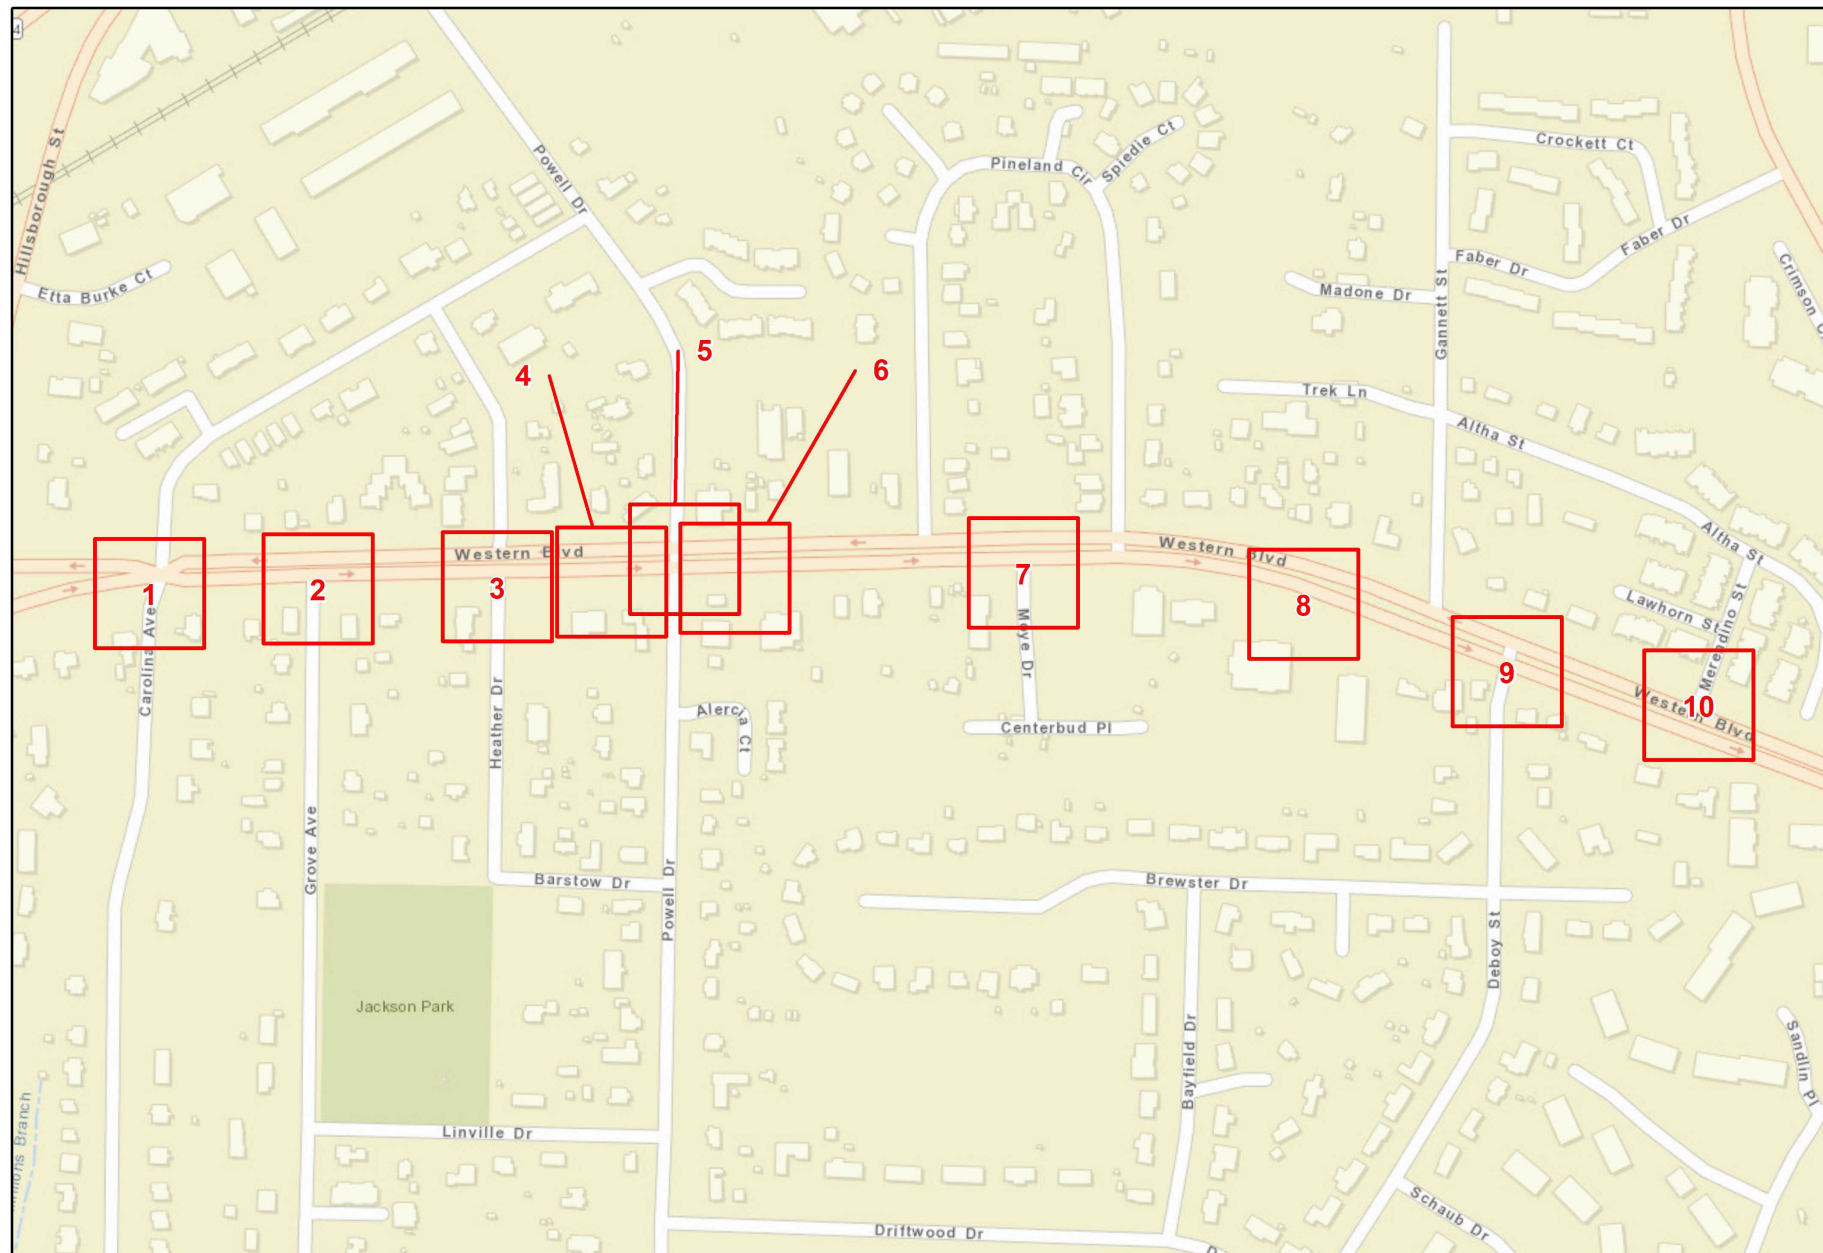 4
Hillsborough St
Powell Dr
Pineland Cir
Spiedie Ct
Crockett Ct
Etta Burke Ct
Faber Dr
Faber Dr
Madone Dr
Gannett St
5
4
6
Trek Ln
Altha St
Western Blvd
Western Blvd
Altha St
1
2
3
7
8
Carolina Ave
Heather Dr
Moye Dr
Lawhorn St
Merendino St
9
10
Western Blvd
Alercia Ct
Centerbud Pl
Grove Ave
Barstow Dr
Powell Dr
Brewster Dr
Deboy St
Jackson Park
Bayfield Dr
Sandlin Pl
Linville Dr
Branch
Schaub Dr
Driftwood Dr